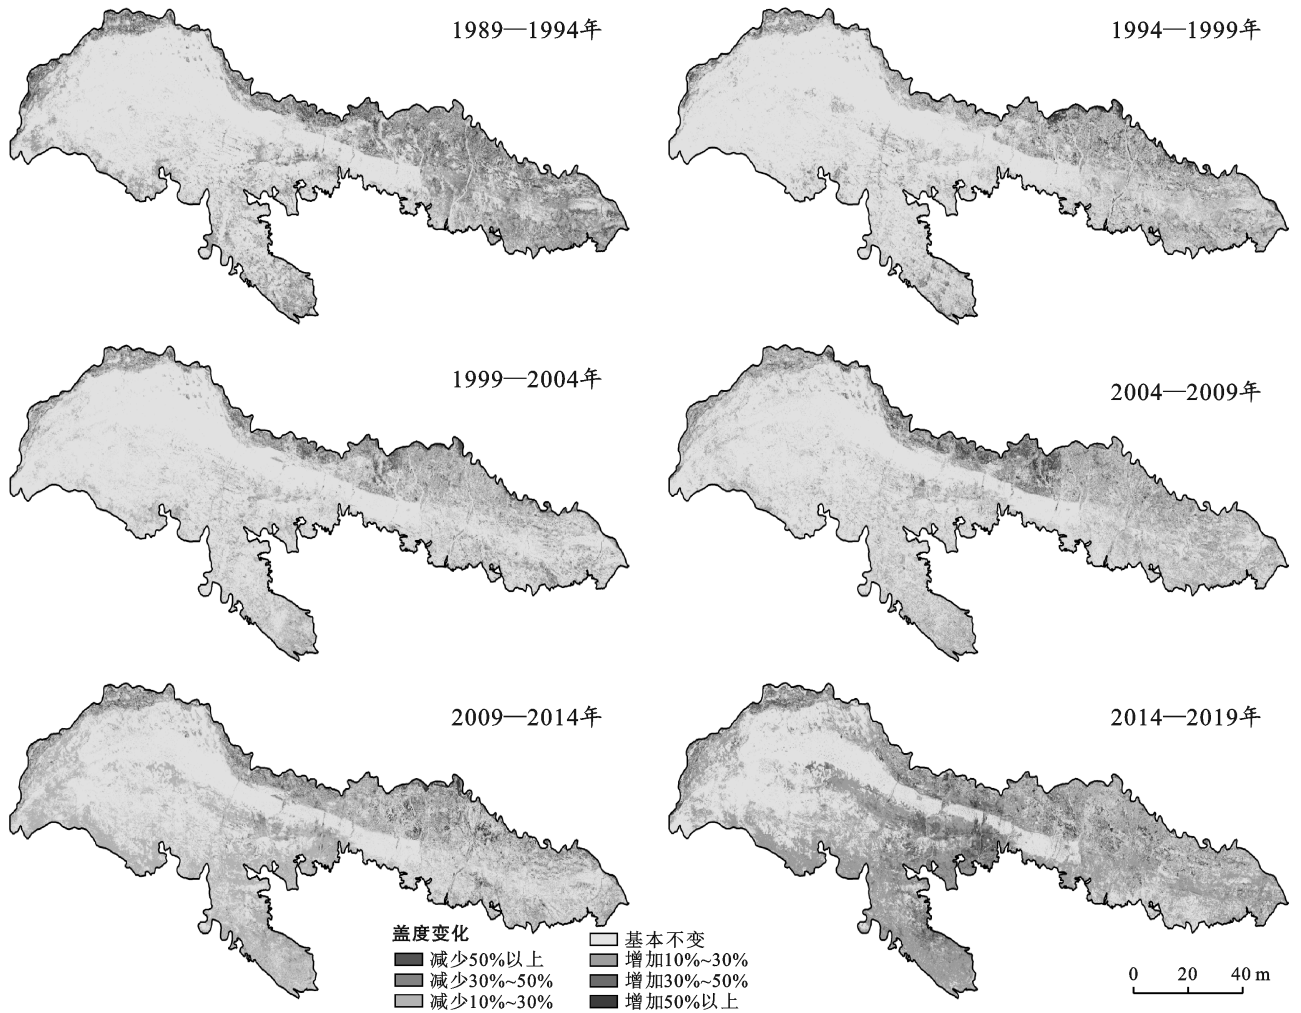 1989—1994年
1994—1999年
1999—2004年
2004—2009年
2009—2014年
2014—2019年
盖度变化
减少50%以上
减少30%~50%
减少10%~30%
基本不变
增加10%~30%
增加30%~50%
增加50%以上
0 20 40 m